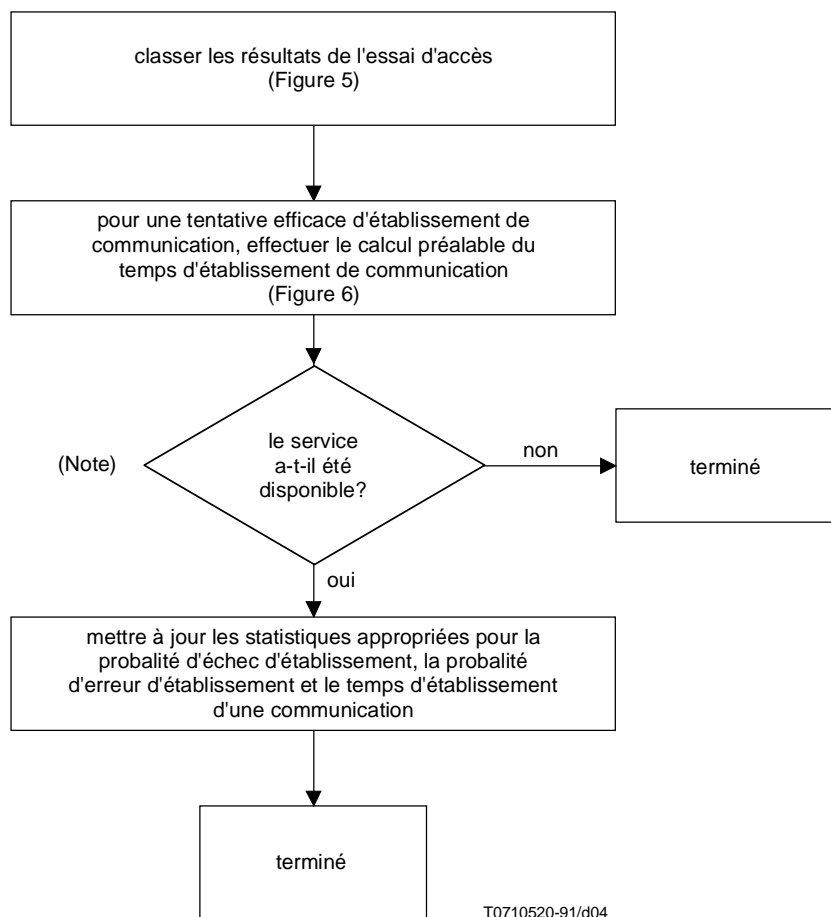 classer les résultats de l'essai d'accès
(Figure 5)
pour une tentative efficace d'établissement de
communication, effectuer le calcul préalable du
temps d'établissement de communication
(Figure 6)
(Note)
le service
a-t-il été
disponible?
non
terminé
oui
mettre à jour les statistiques appropriées pour la
probalité d'échec d'établissement, la probalité
d'erreur d'établissement et le temps d'établissement
d'une communication
terminé
T0710520-91/d04